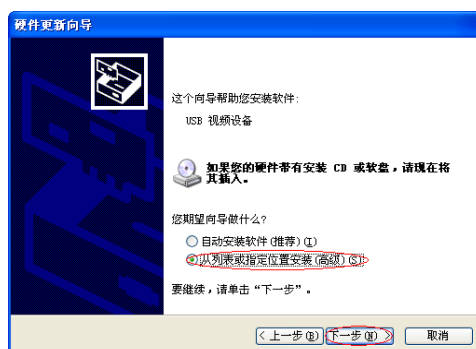 硬件更新向导
这个向导帮助您安装软件:
USB 视频设备
如果您的硬件带有安装 CD 或软盘，请现在将
其插入。
您期望向导做什么?
自动安装软件(推荐)(I)
从列表或指定位置安装(高级)(S)
要继续，请单击“下一步”。
< 上一步(B) 下一步(N) > 取消